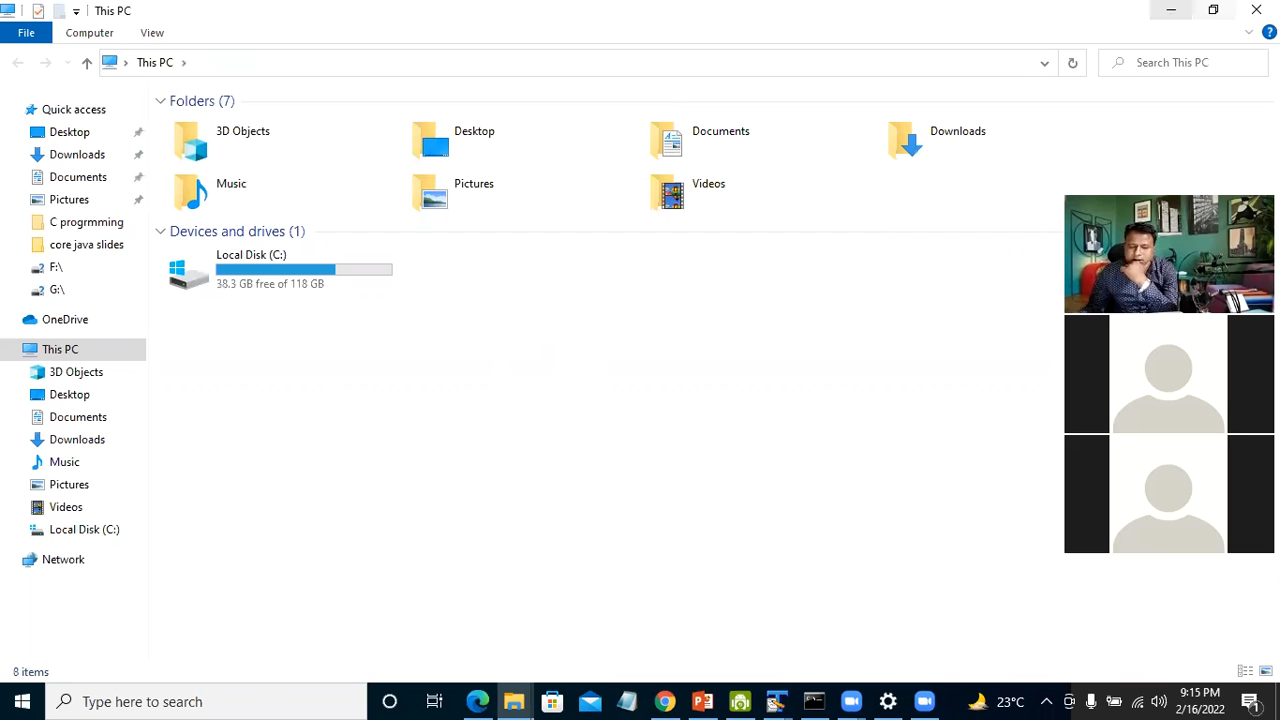 This PC
File
Computer
View
This PC
Search This PC
Quick access
Desktop
Downloads
Documents
Pictures
C progrmming
core java slides
F:\
G:\
OneDrive
This PC
3D Objects
Desktop
Documents
Downloads
Music
Pictures
Videos
Local Disk (C:)
Network
Folders (7)
3D Objects
Desktop
Documents
Downloads
Music
Pictures
Videos
Devices and drives (1)
Local Disk (C:)
38.3 GB free of 118 GB
8 items
Type here to search
23°C
9:15 PM
2/16/2022
1